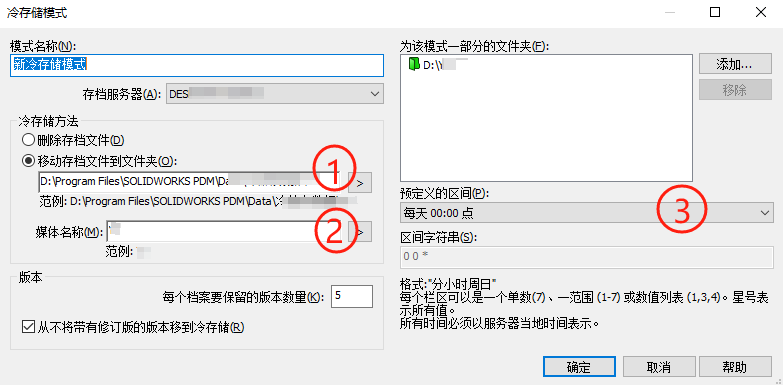 冷存储模式
模式名称(N):
新冷存储模式
存档服务器(A): DES
冷存储方法
删除存档文件(D)
移动存档文件到文件夹(O):
D:\Program Files\SOLIDWORKS PDM\Da
1
>
范例: D:\Program Files\SOLIDWORKS PDM\Data\
媒体名称(M):
2
>
范例:
版本
每个档案要保留的版本数量(K): 5
从不将带有修订版的版本移到冷存储(R)
为该模式一部分的文件夹(F):
D:\
添加...
移除
预定义的区间(P):
每天 00:00 点
3
区间字符串(S):
0 0 *
格式:"分小时周日"
每个栏区可以是一个单数(7)、一范围 (1-7) 或数值列表 (1,3,4)。星号表
示所有值。
所有时间必须以服务器当地时间表示。
确定
取消
帮助